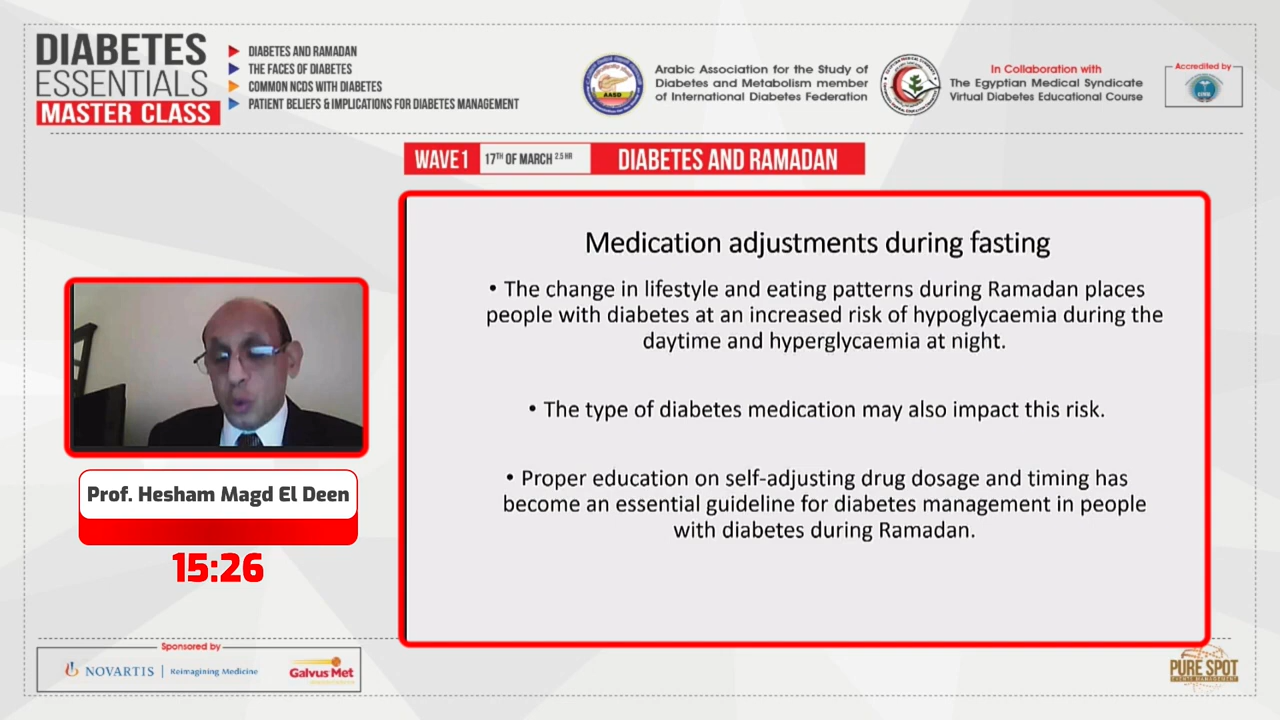 DIABETES
ESSENTIALS
MASTER CLASS
DIABETES AND RAMADAN
THE FACES OF DIABETES
COMMON NCDS WITH DIABETES
PATIENT BELIEFS & IMPLICATIONS FOR DIABETES MANAGEMENT
AASD
Arabic Association for the Study of
Diabetes and Metabolism member
of International Diabetes Federation
In Collaboration with
The Egyptian Medical Syndicate
Virtual Diabetes Educational Course
Accredited by
WAVE1 17TH OF MARCH 2.5 HR DIABETES AND RAMADAN
Medication adjustments during fasting
• The change in lifestyle and eating patterns during Ramadan places
people with diabetes at an increased risk of hypoglycaemia during the
daytime and hyperglycaemia at night.
• The type of diabetes medication may also impact this risk.
• Proper education on self-adjusting drug dosage and timing has
become an essential guideline for diabetes management in people
with diabetes during Ramadan.
Prof. Hesham Magd El Deen
15:26
Sponsored by
NOVARTIS | Reimagining Medicine
Galvus Met
PURE SPOT
EVENTS MANAGEMENT